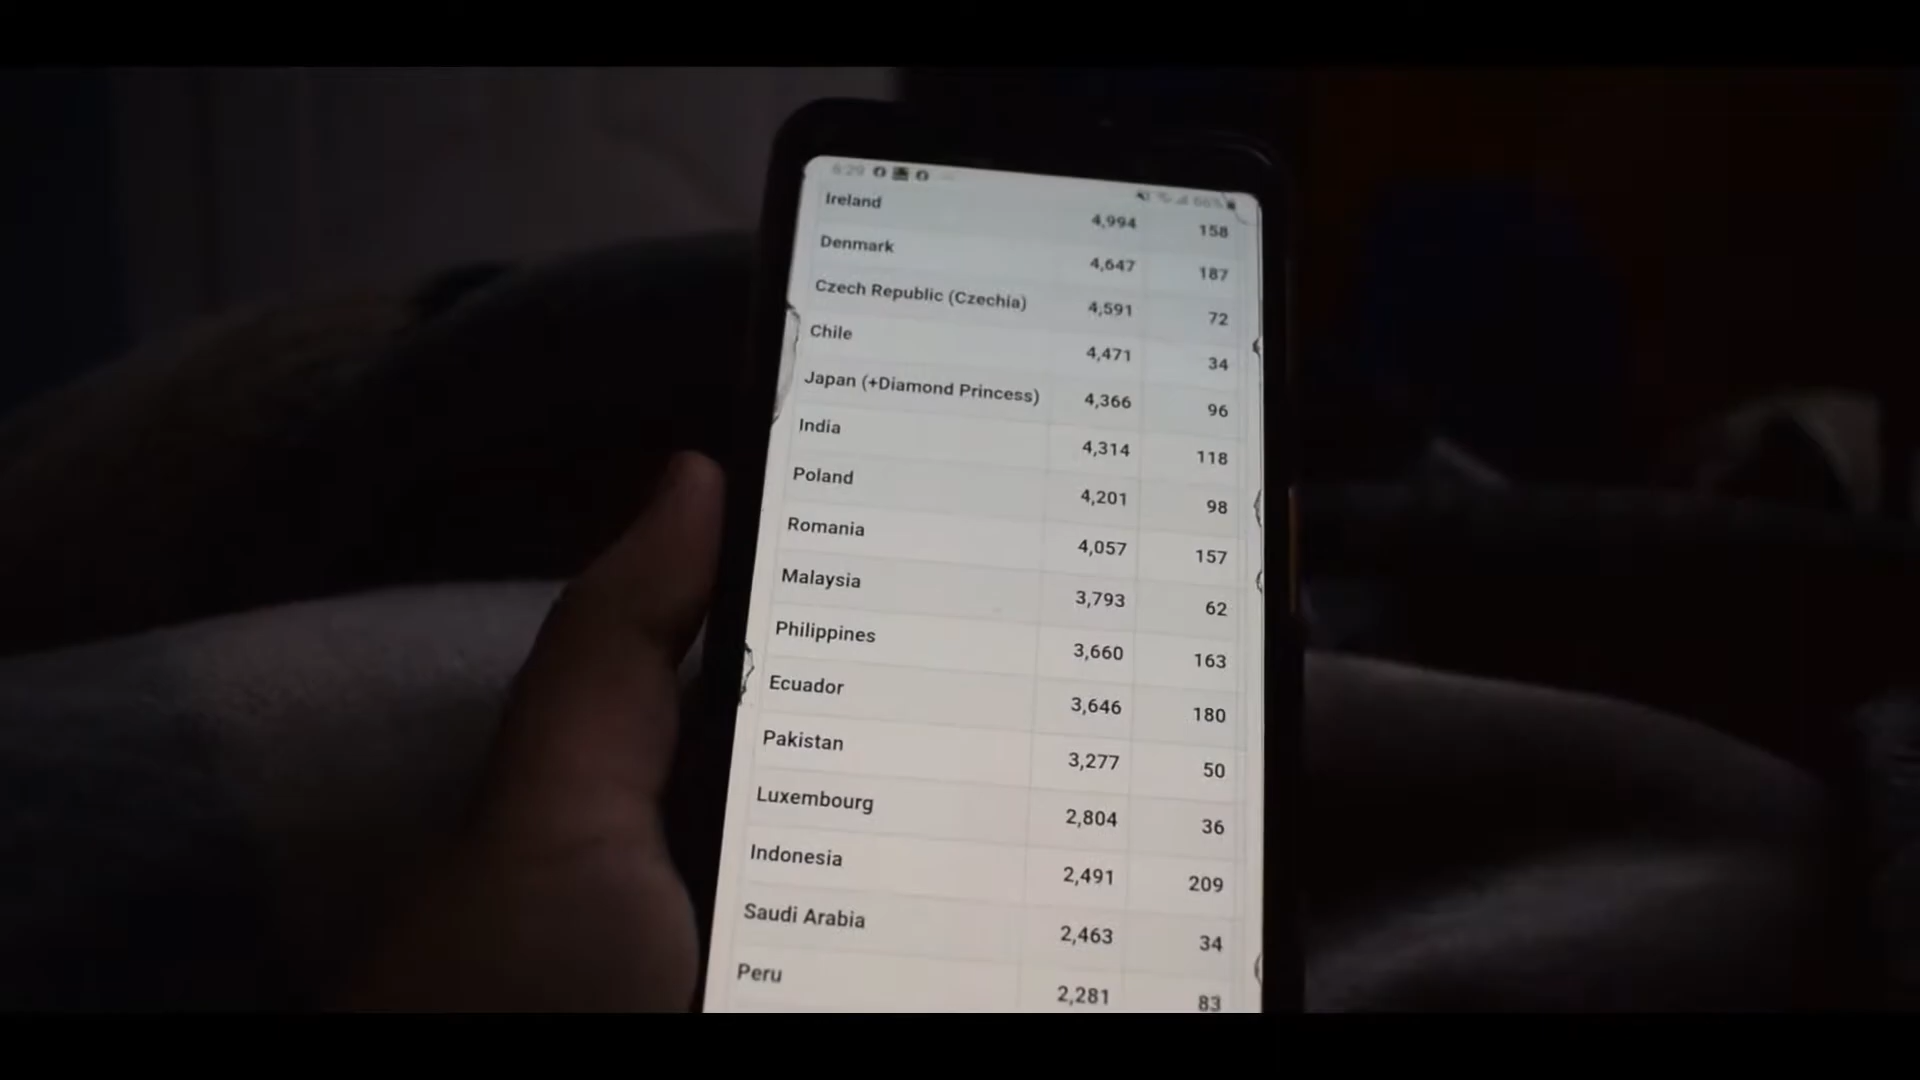 6:29 66%
Ireland 4,994 158
Denmark 4,647 187
Czech Republic (Czechia) 4,591 72
Chile 4,471 34
Japan (+Diamond Princess) 4,366 96
India 4,314 118
Poland 4,201 98
Romania 4,057 157
Malaysia 3,793 62
Philippines 3,660 163
Ecuador 3,646 180
Pakistan 3,277 50
Luxembourg 2,804 36
Indonesia 2,491 209
Saudi Arabia 2,463 34
Peru 2,281 83